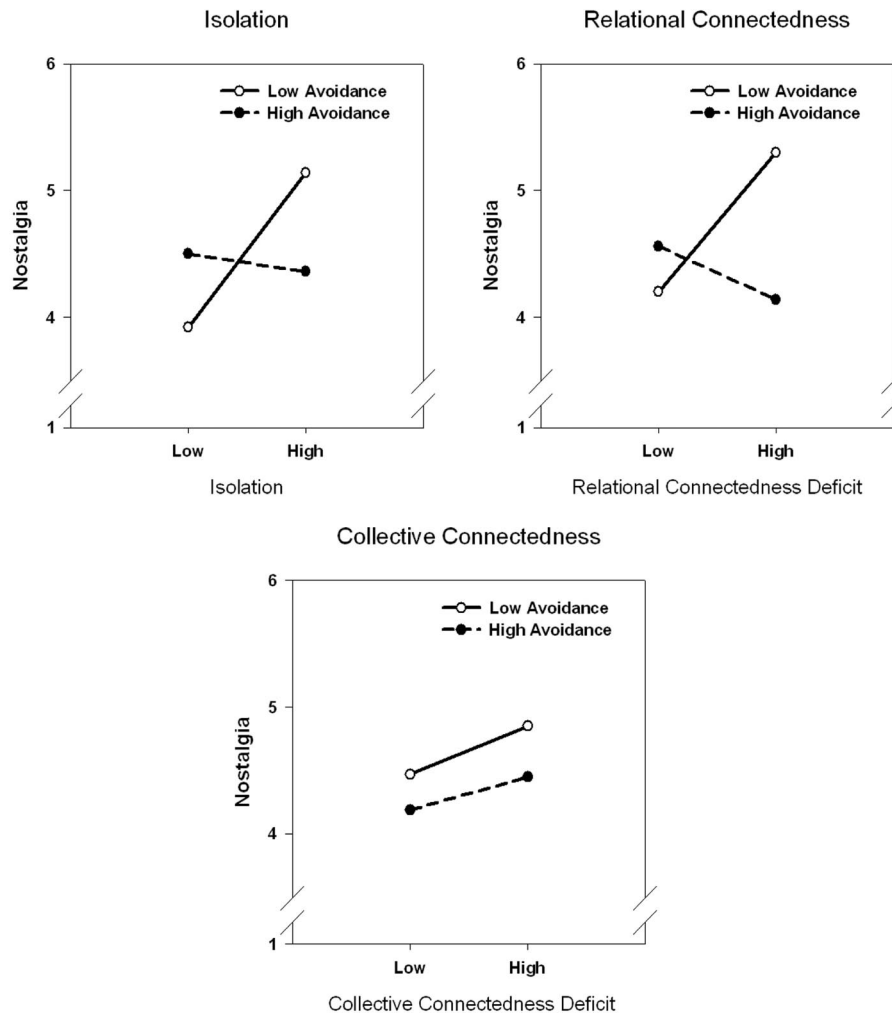 Isolation
6
5
4
1
Nostalgia
Low Avoidance
High Avoidance
Low High
Isolation
Relational Connectedness
6
5
4
1
Nostalgia
Low Avoidance
High Avoidance
Low High
Relational Connectedness Deficit
Collective Connectedness
6
5
4
1
Nostalgia
Low Avoidance
High Avoidance
Low High
Collective Connectedness Deficit